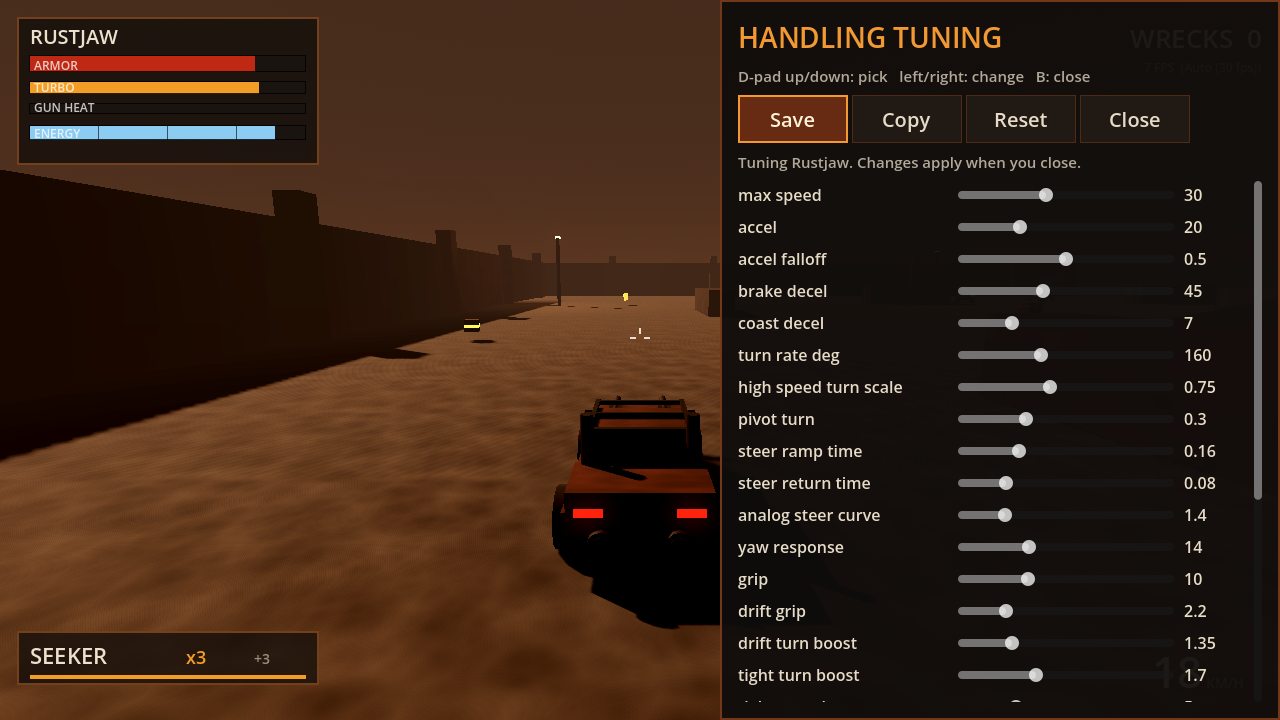 RUSTJAW
ARMOR
TURBO
GUN HEAT
ENERGY
SEEKER x3 +3
HANDLING TUNING
WRECKS 0
D-pad up/down: pick left/right: change B: close
Save Copy Reset Close
Tuning Rustjaw. Changes apply when you close.
max speed 30
accel 20
accel falloff 0.5
brake decel 45
coast decel 7
turn rate deg 160
high speed turn scale 0.75
pivot turn 0.3
steer ramp time 0.16
steer return time 0.08
analog steer curve 1.4
yaw response 14
grip 10
drift grip 2.2
drift turn boost 1.35
tight turn boost 1.7
18 KM/H